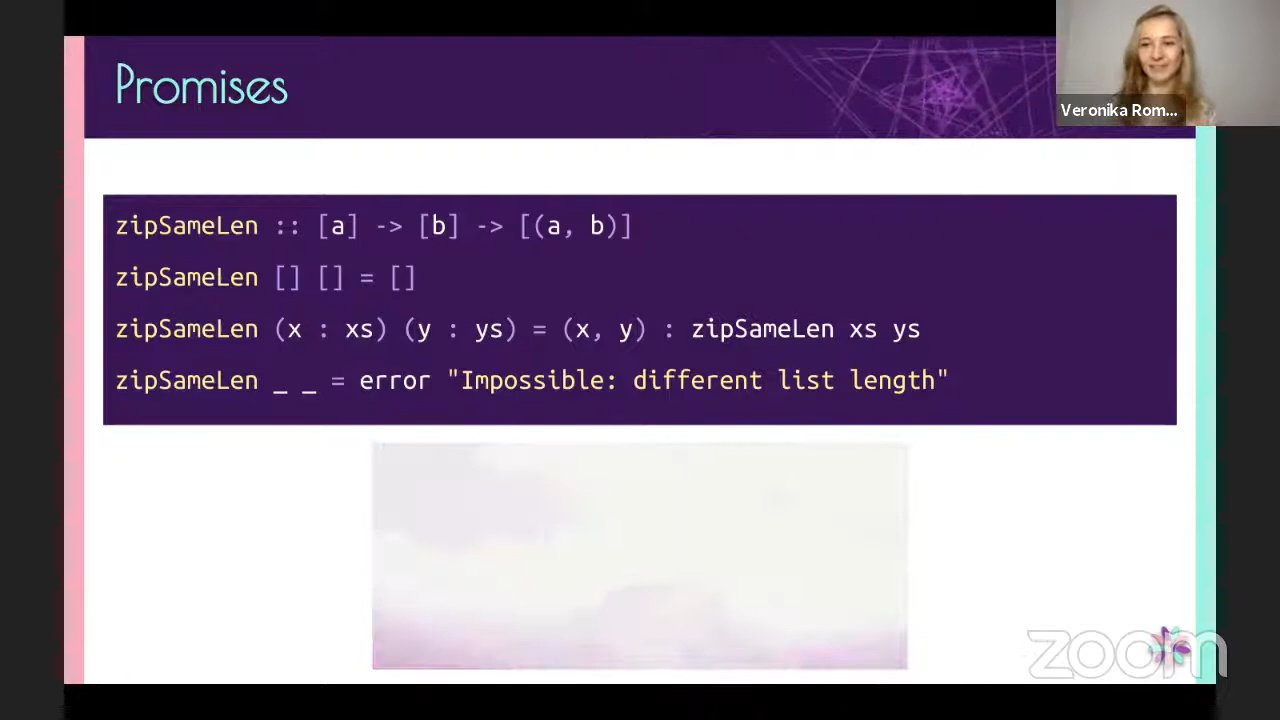 Promises
Veronika Rom...
zipSameLen :: [a] -> [b] -> [(a, b)]
zipSameLen [] [] = []
zipSameLen (x : xs) (y : ys) = (x, y) : zipSameLen xs ys
zipSameLen _ _ = error "Impossible: different list length"
zoom